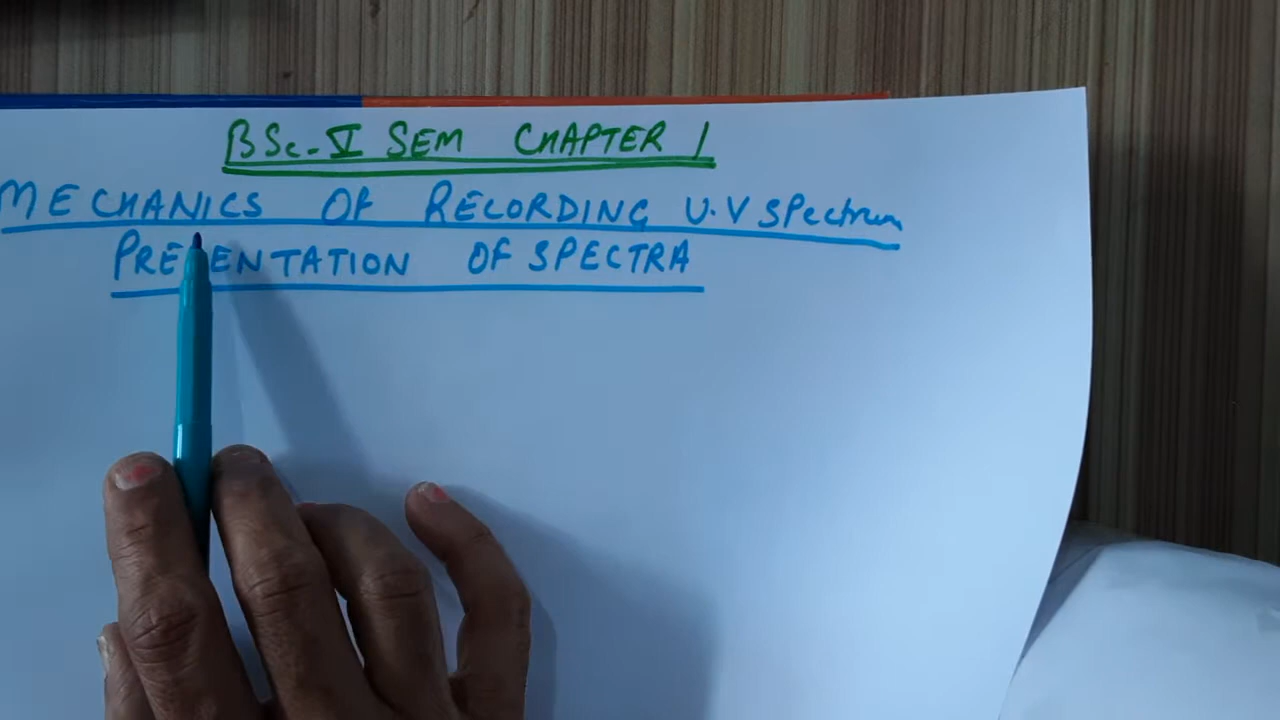 BSc-V SEM CHAPTER 1
MECHANICS OF RECORDING U.V SPectrum
PRESENTATION OF SPECTRA